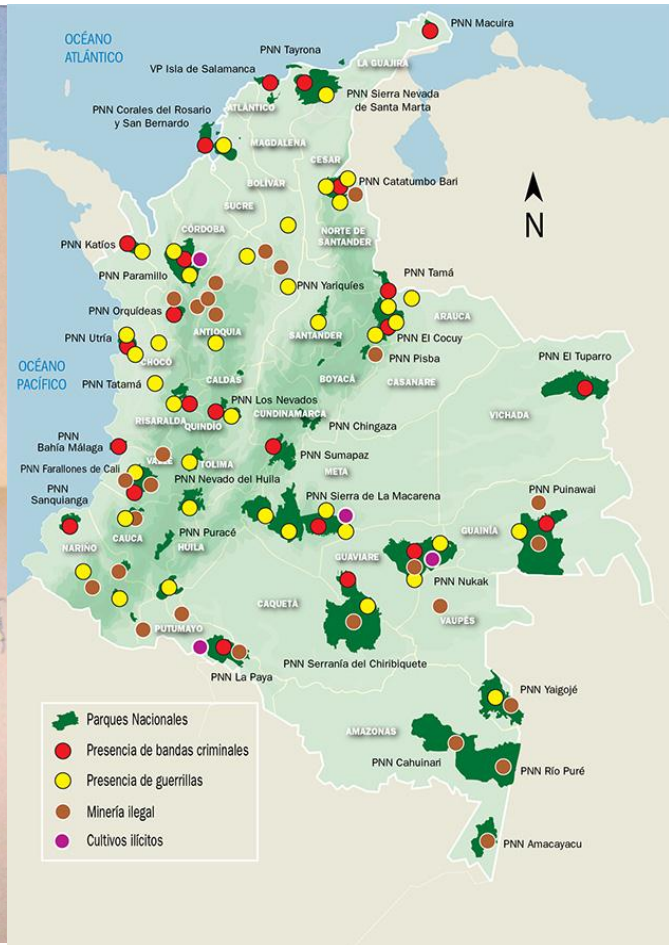 PNN Macuira
OCÉANO
ATLÁNTICO
PNN Tayrona
LA GUAJIRA
VP Isla de Salamanca
PNN Sierra Nevada
de Santa Marta
ATLÁNTICO
PNN Corales del Rosario
y San Bernardo
MAGDALENA
CESAR
PNN Catatumbo Bari
BOLÍVAR
SUCRE
N
CÓRDOBA
NORTE DE
SANTANDER
PNN Katíos
PNN Paramillo
PNN Tamá
PNN Yariquíes
PNN Orquídeas
ARAUCA
ANTIOQUIA
SANTANDER
PNN Utría
PNN El Cocuy
CHOCÓ
PNN Pisba
PNN El Tuparro
OCÉANO
PACÍFICO
BOYACÁ
CASANARE
PNN Tatamá
CALDAS
PNN Los Nevados
CUNDINAMARCA
VICHADA
RISARALDA
QUINDÍO
PNN Chingaza
PNN
Bahía Málaga
PNN Sumapaz
VALLE
TOLIMA
META
PNN Farallones de Cali
PNN Nevado del Huila
PNN Puinawai
PNN
Sanquianga
PNN Sierra de La Macarena
CAUCA
PNN Puracé
GUAINÍA
NARIÑO
HUILA
GUAVIARE
PNN Nukak
CAQUETÁ
VAUPÉS
PUTUMAYO
PNN Serranía del Chiribiquete
PNN La Paya
PNN Yaigojé
AMAZONAS
PNN Cahuinari
PNN Río Puré
PNN Amacayacu
Parques Nacionales
Presencia de bandas criminales
Presencia de guerrillas
Minería ilegal
Cultivos ilícitos